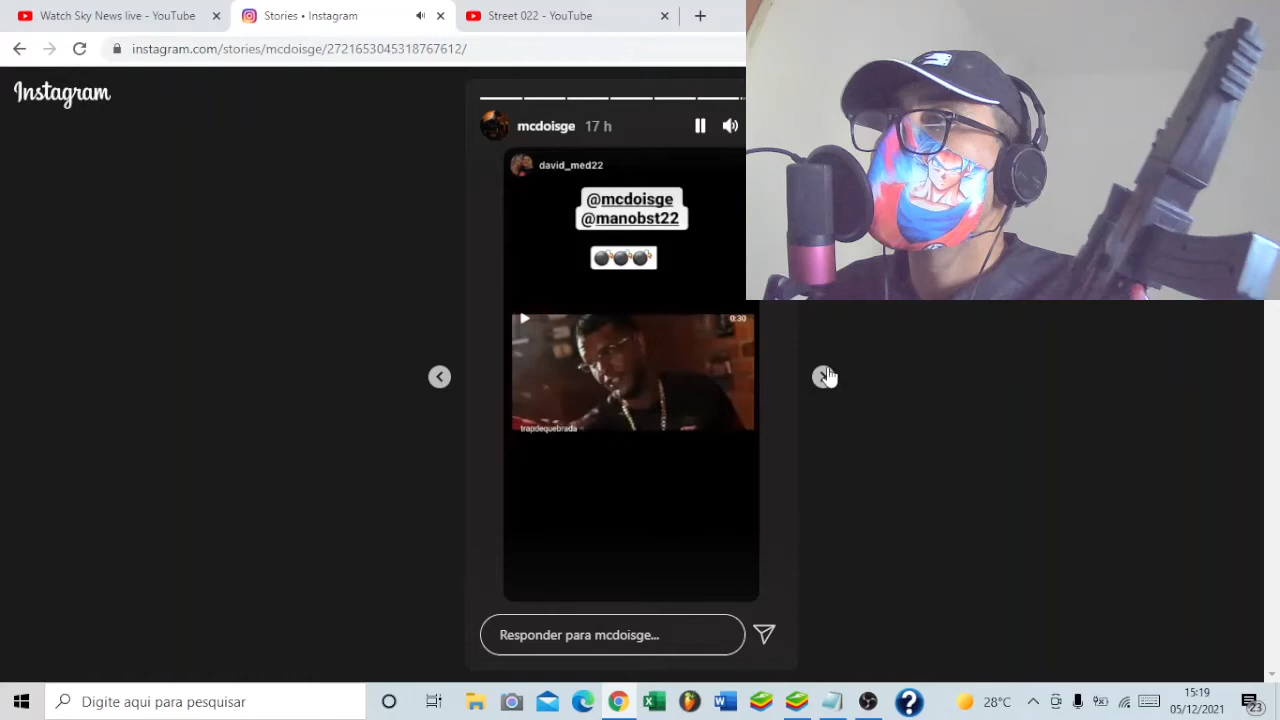 Watch Sky News live - YouTube
Stories • Instagram
Street 022 - YouTube
instagram.com/stories/mcdoisge/2721653045318767612/
Instagram
mcdoisge 17 h
david_med22
@mcdoisge
@manobst22
0:30
trapdequebrada
Responder para mcdoisge...
Digite aqui para pesquisar
28°C
15:19
05/12/2021
23